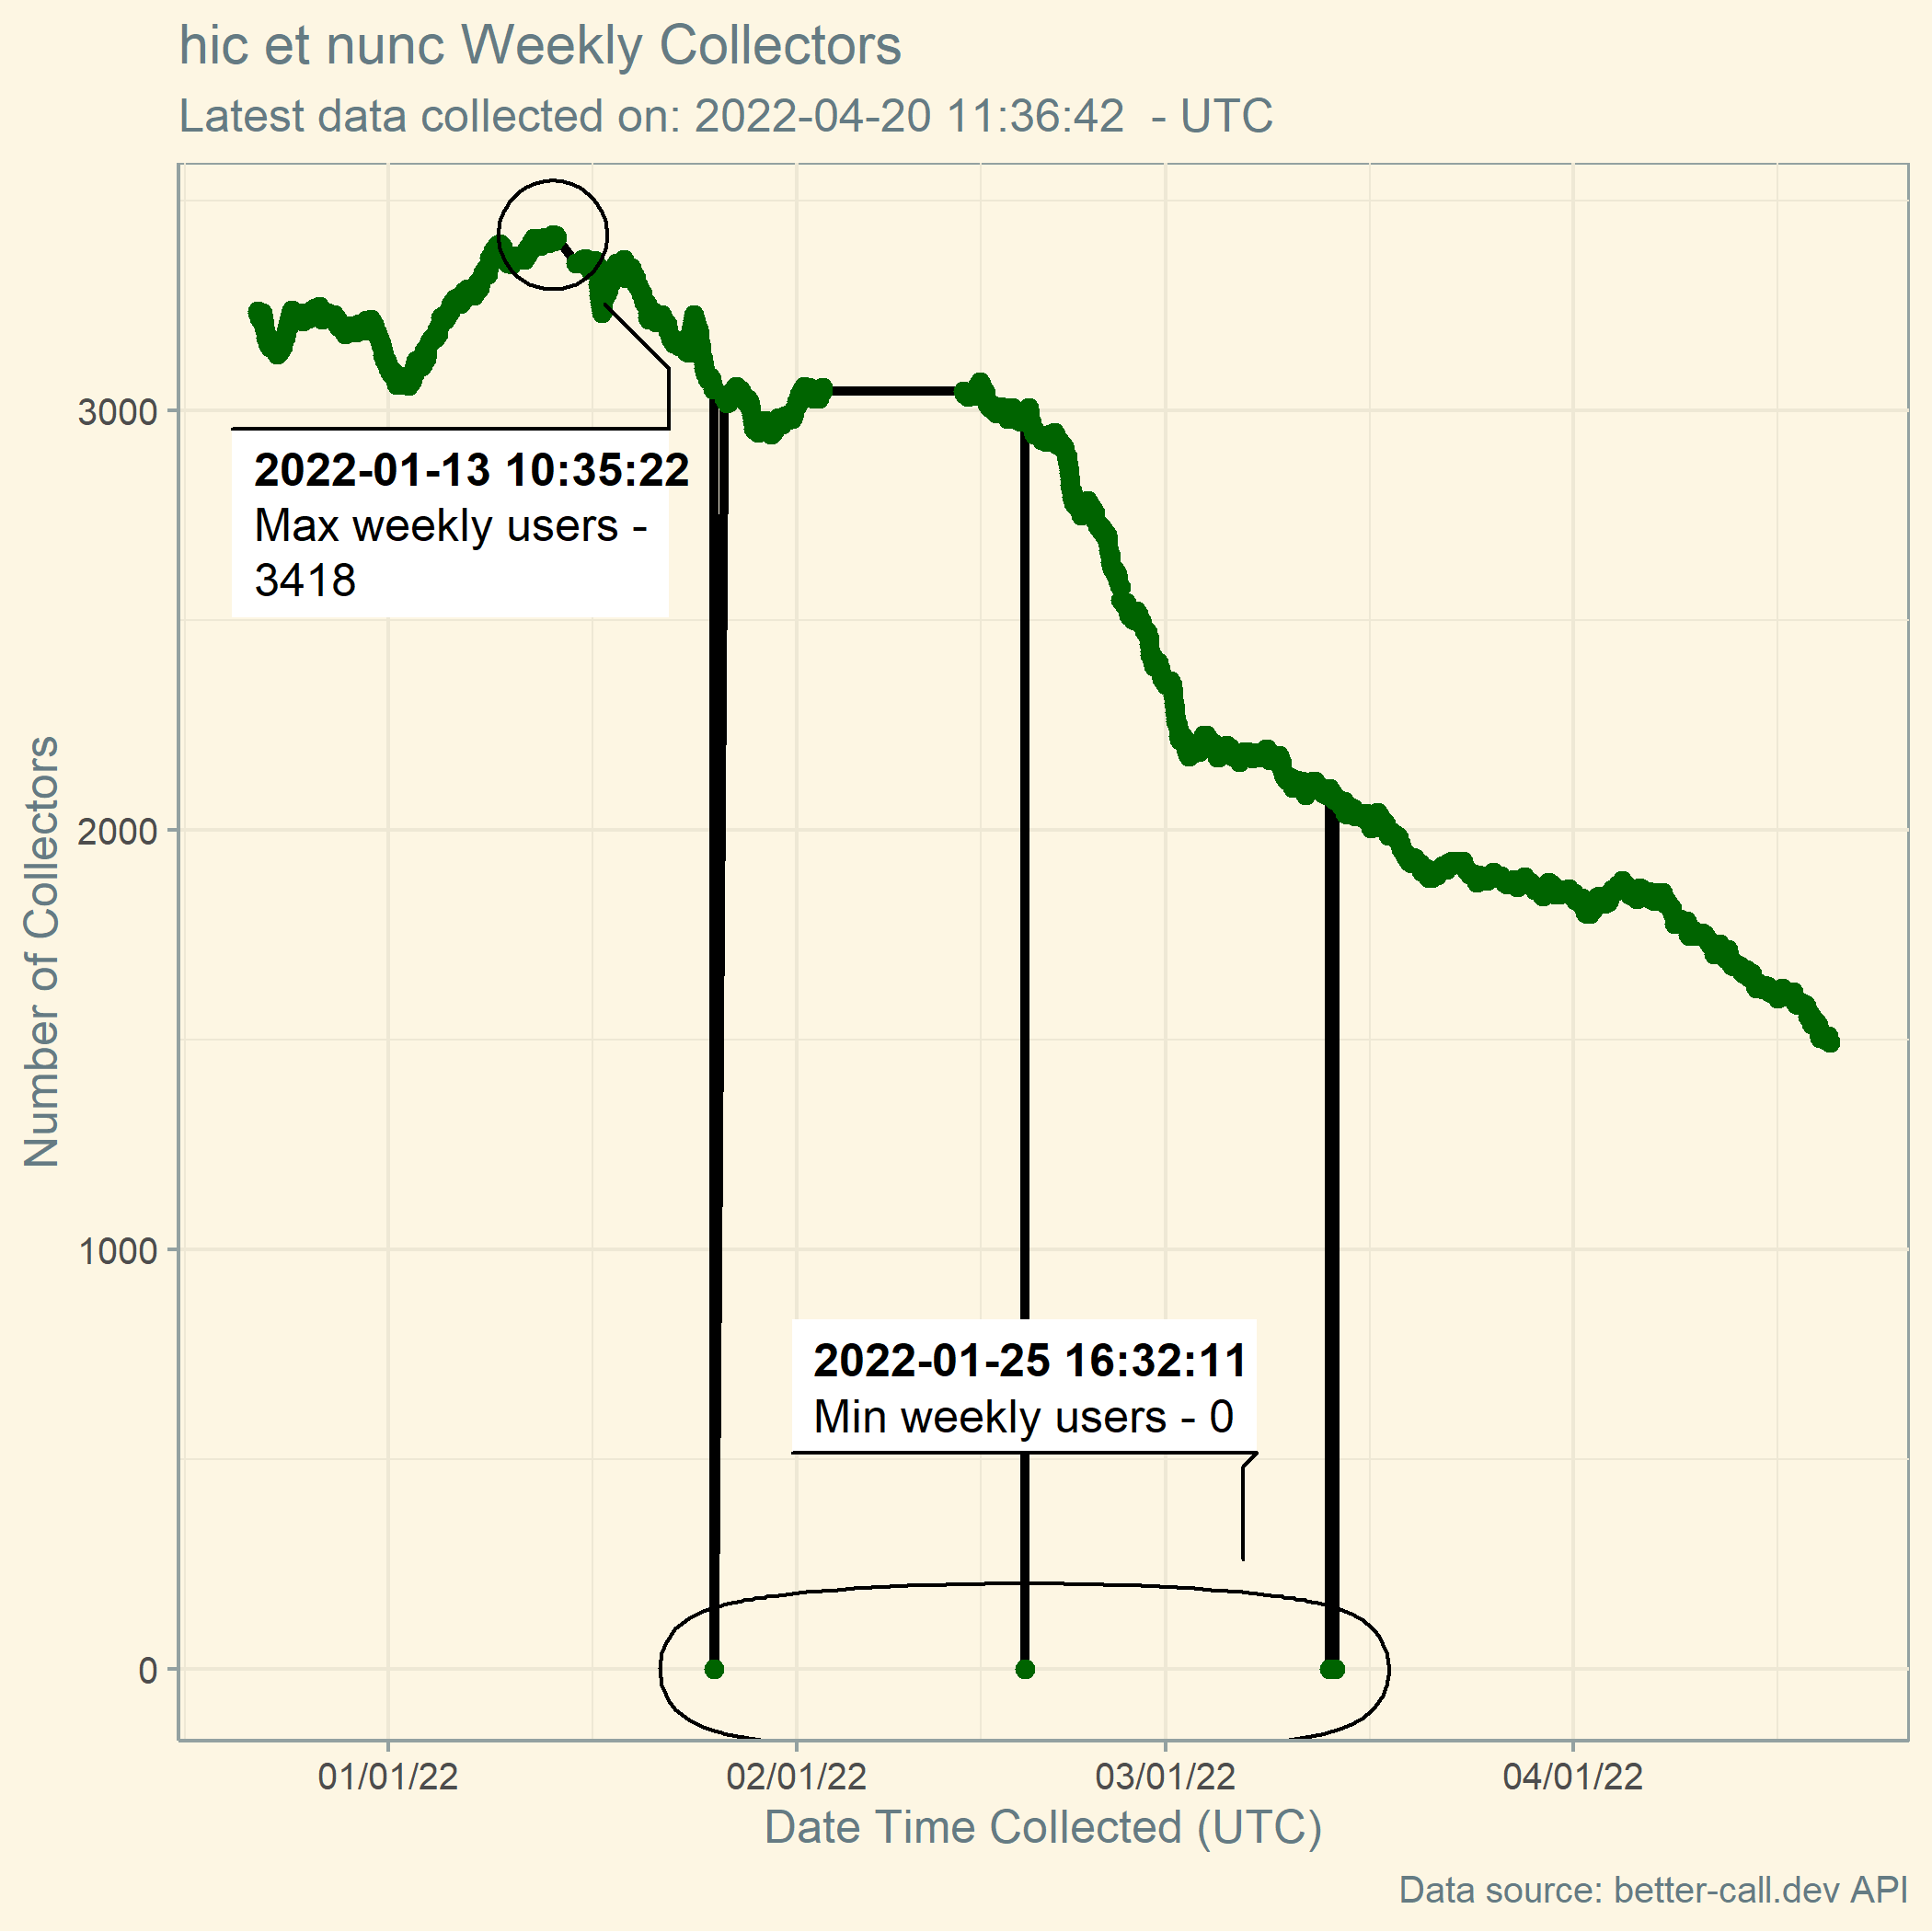 hic et nunc Weekly Collectors
Latest data collected on: 2022-04-20 11:36:42  - UTC
Number of Collectors
3000
2000
1000
0
2022-01-13 10:35:22
Max weekly users -
3418
2022-01-25 16:32:11
Min weekly users - 0
01/01/22
02/01/22
03/01/22
04/01/22
Date Time Collected (UTC)
Data source: better-call.dev API